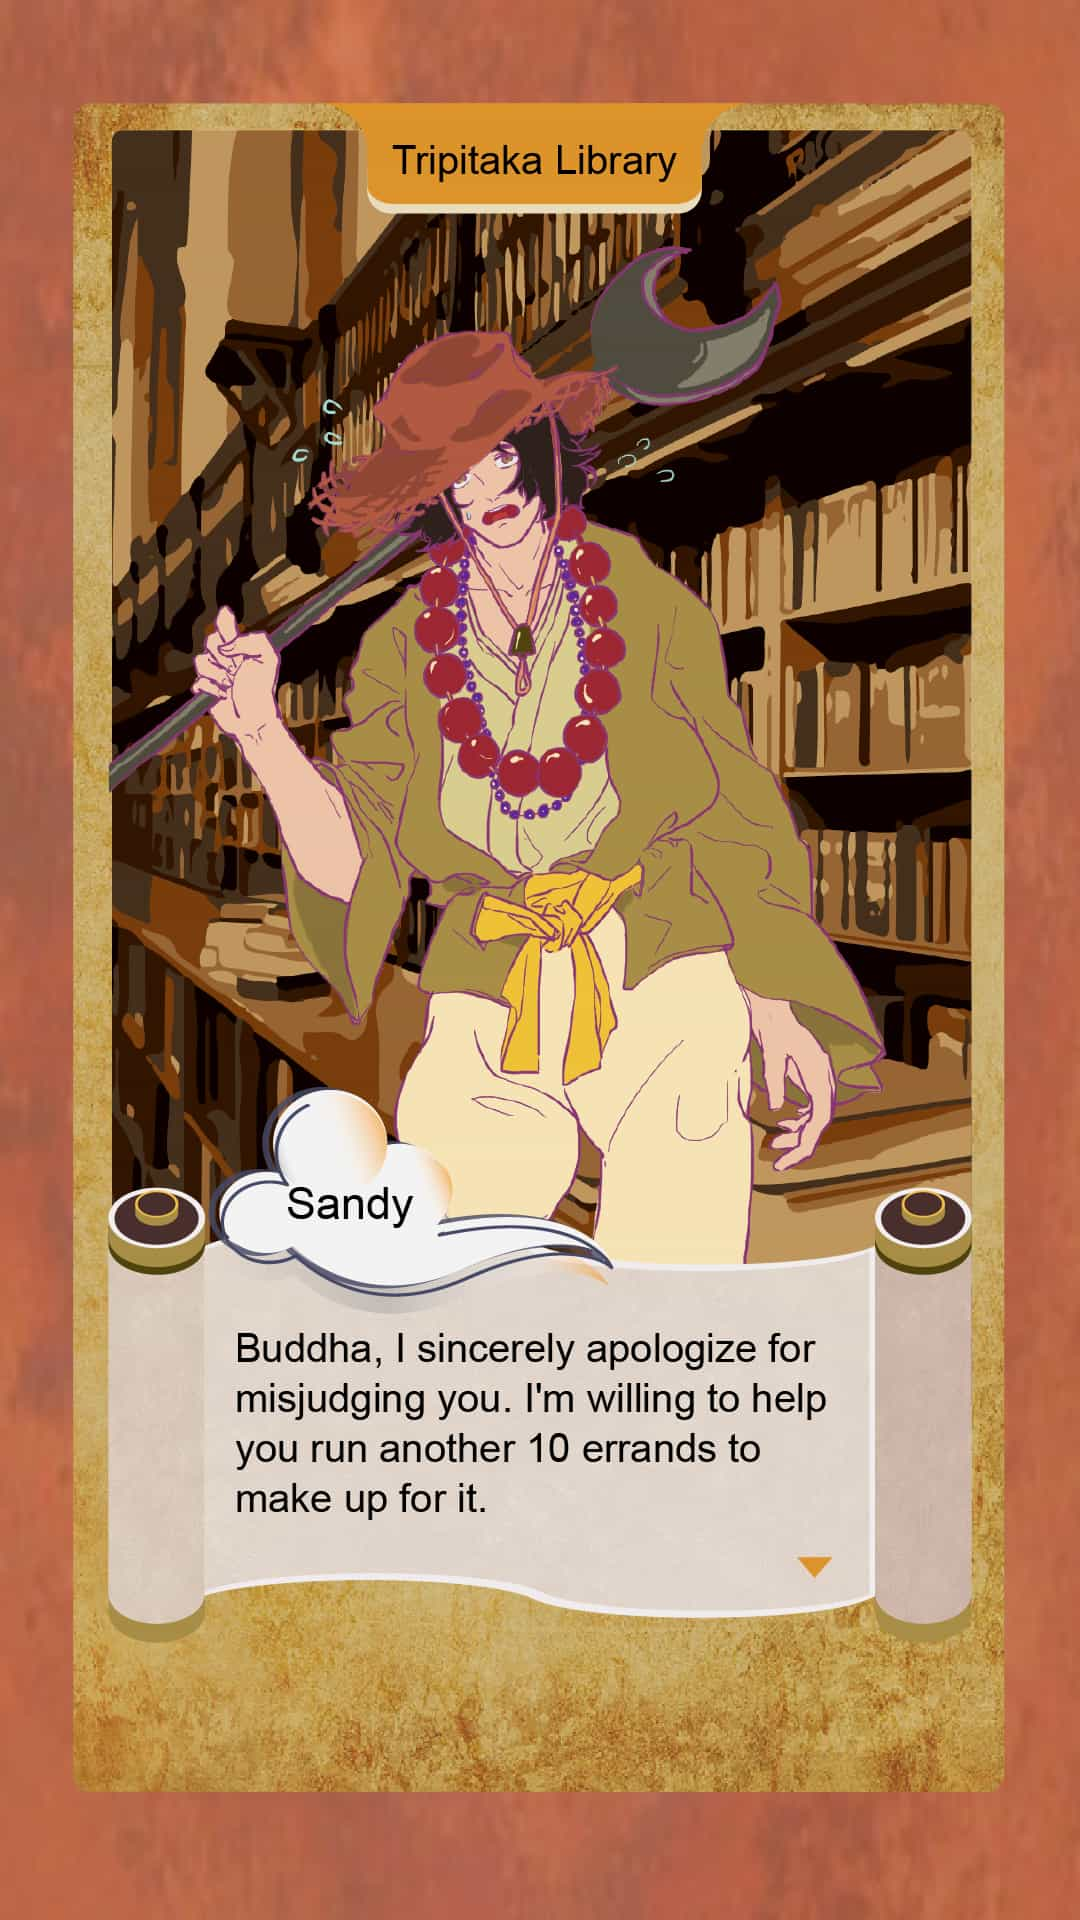 Tripitaka Library
Sandy
Buddha, I sincerely apologize for
misjudging you. I'm willing to help
you run another 10 errands to
make up for it.